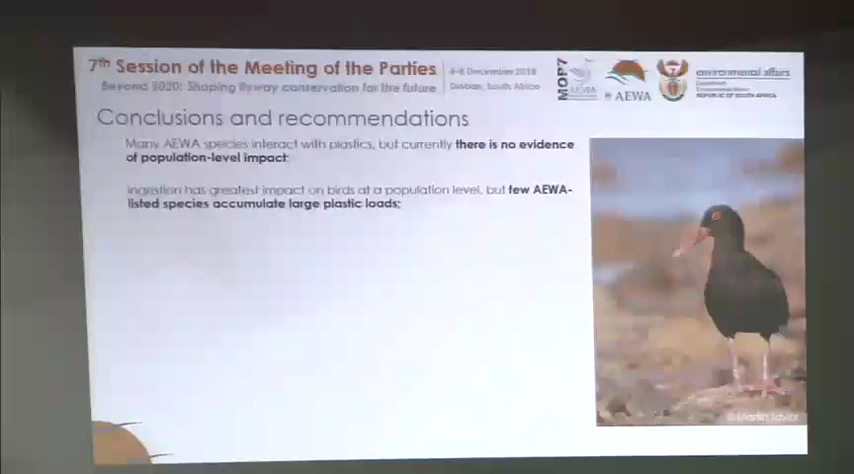 7th Session of the Meeting of the Parties
4-8 December 2018
Beyond 2020: Shaping flyway conservation for the future
Durban, South Africa
MOP7
AEWA
environmental affairs
REPUBLIC OF SOUTH AFRICA
Conclusions and recommendations
Many AEWA species interact with plastics, but currently there is no evidence
of population-level impact;
Ingestion has greatest impact on birds at a population level, but few AEWA-
listed species accumulate large plastic loads;
© Martin Taylor